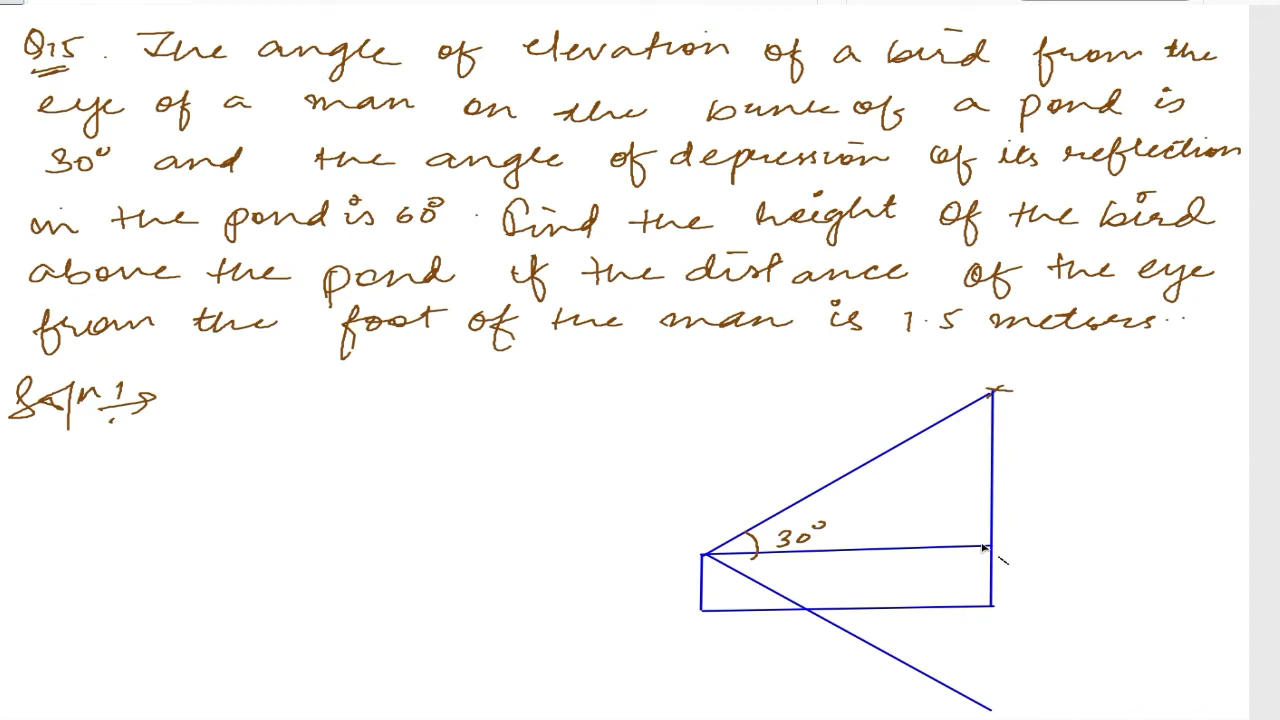 Q15. The angle of elevation of a bird from the
eye of a man on the bank of a pond is
30° and the angle of depression of its reflection
in the pond is 60°. Find the height of the bird
above the pond if the distance of the eye
from the foot of the man is 1.5 meters..
Soln :→
30°